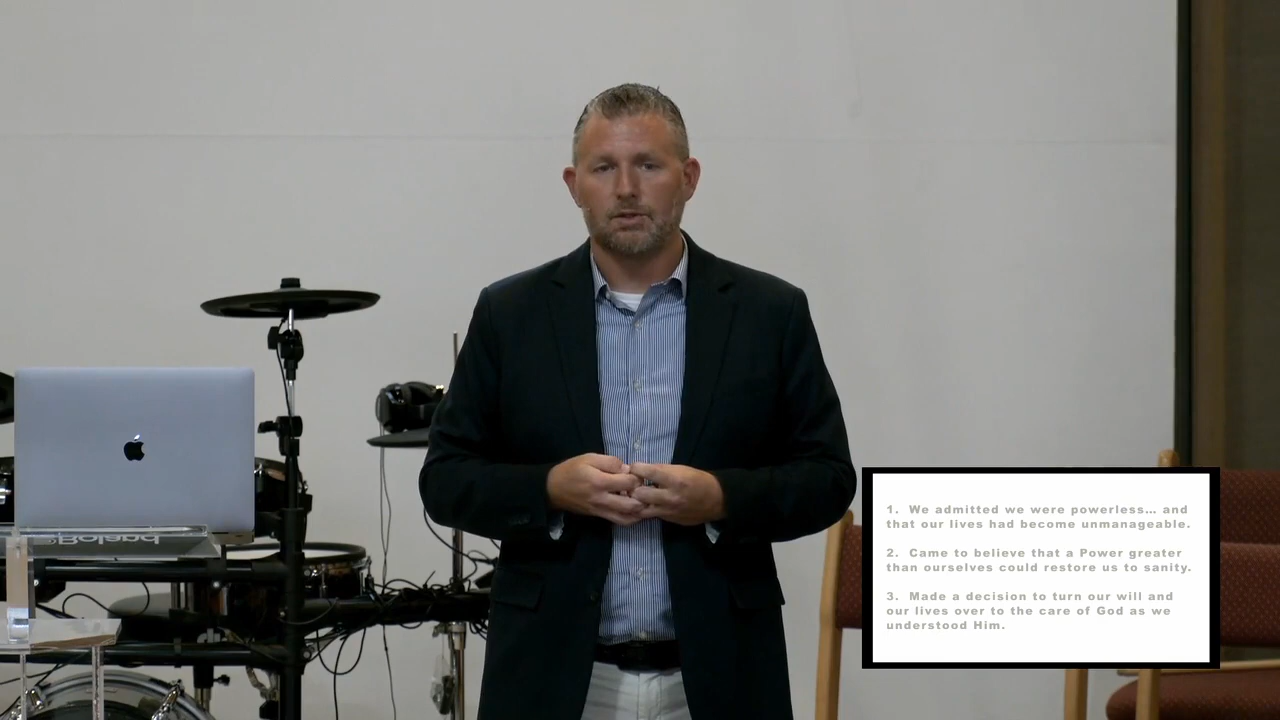 Roland
1. We admitted we were powerless... and
that our lives had become unmanageable.
2. Came to believe that a Power greater
than ourselves could restore us to sanity.
3. Made a decision to turn our will and
our lives over to the care of God as we
understood Him.